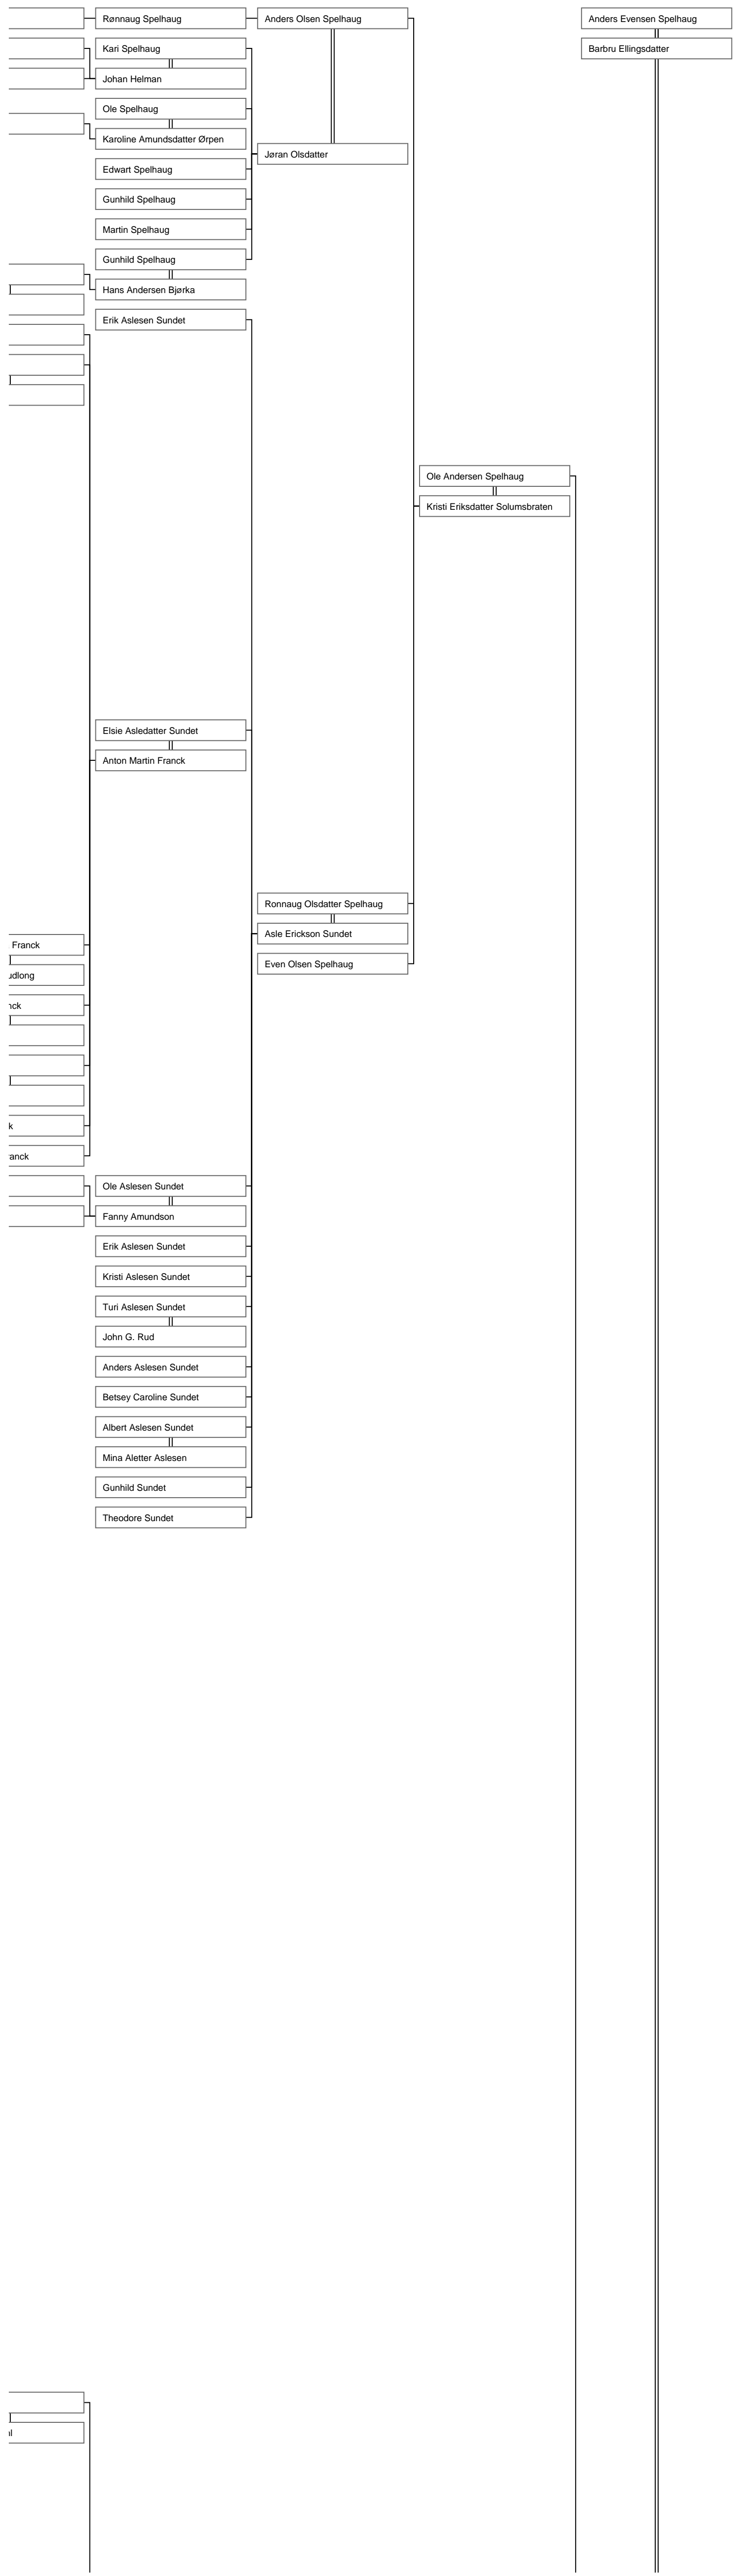 Rønnaug Spelhaug
Anders Olsen Spelhaug
Anders Evensen Spelhaug
Kari Spelhaug
Barbru Ellingsdatter
Johan Helman
Ole Spelhaug
Karoline Amundsdatter Ørpen
Jøran Olsdatter
Edwart Spelhaug
Gunhild Spelhaug
Martin Spelhaug
Gunhild Spelhaug
Hans Andersen Bjørka
Erik Aslesen Sundet
Ole Andersen Spelhaug
Kristi Eriksdatter Solumsbraten
Elsie Asledatter Sundet
Anton Martin Franck
Ronnaug Olsdatter Spelhaug
Asle Erickson Sundet
Franck
Even Olsen Spelhaug
udlong
nck
k
ranck
Ole Aslesen Sundet
Fanny Amundson
Erik Aslesen Sundet
Kristi Aslesen Sundet
Turi Aslesen Sundet
John G. Rud
Anders Aslesen Sundet
Betsey Caroline Sundet
Albert Aslesen Sundet
Mina Aletter Aslesen
Gunhild Sundet
Theodore Sundet